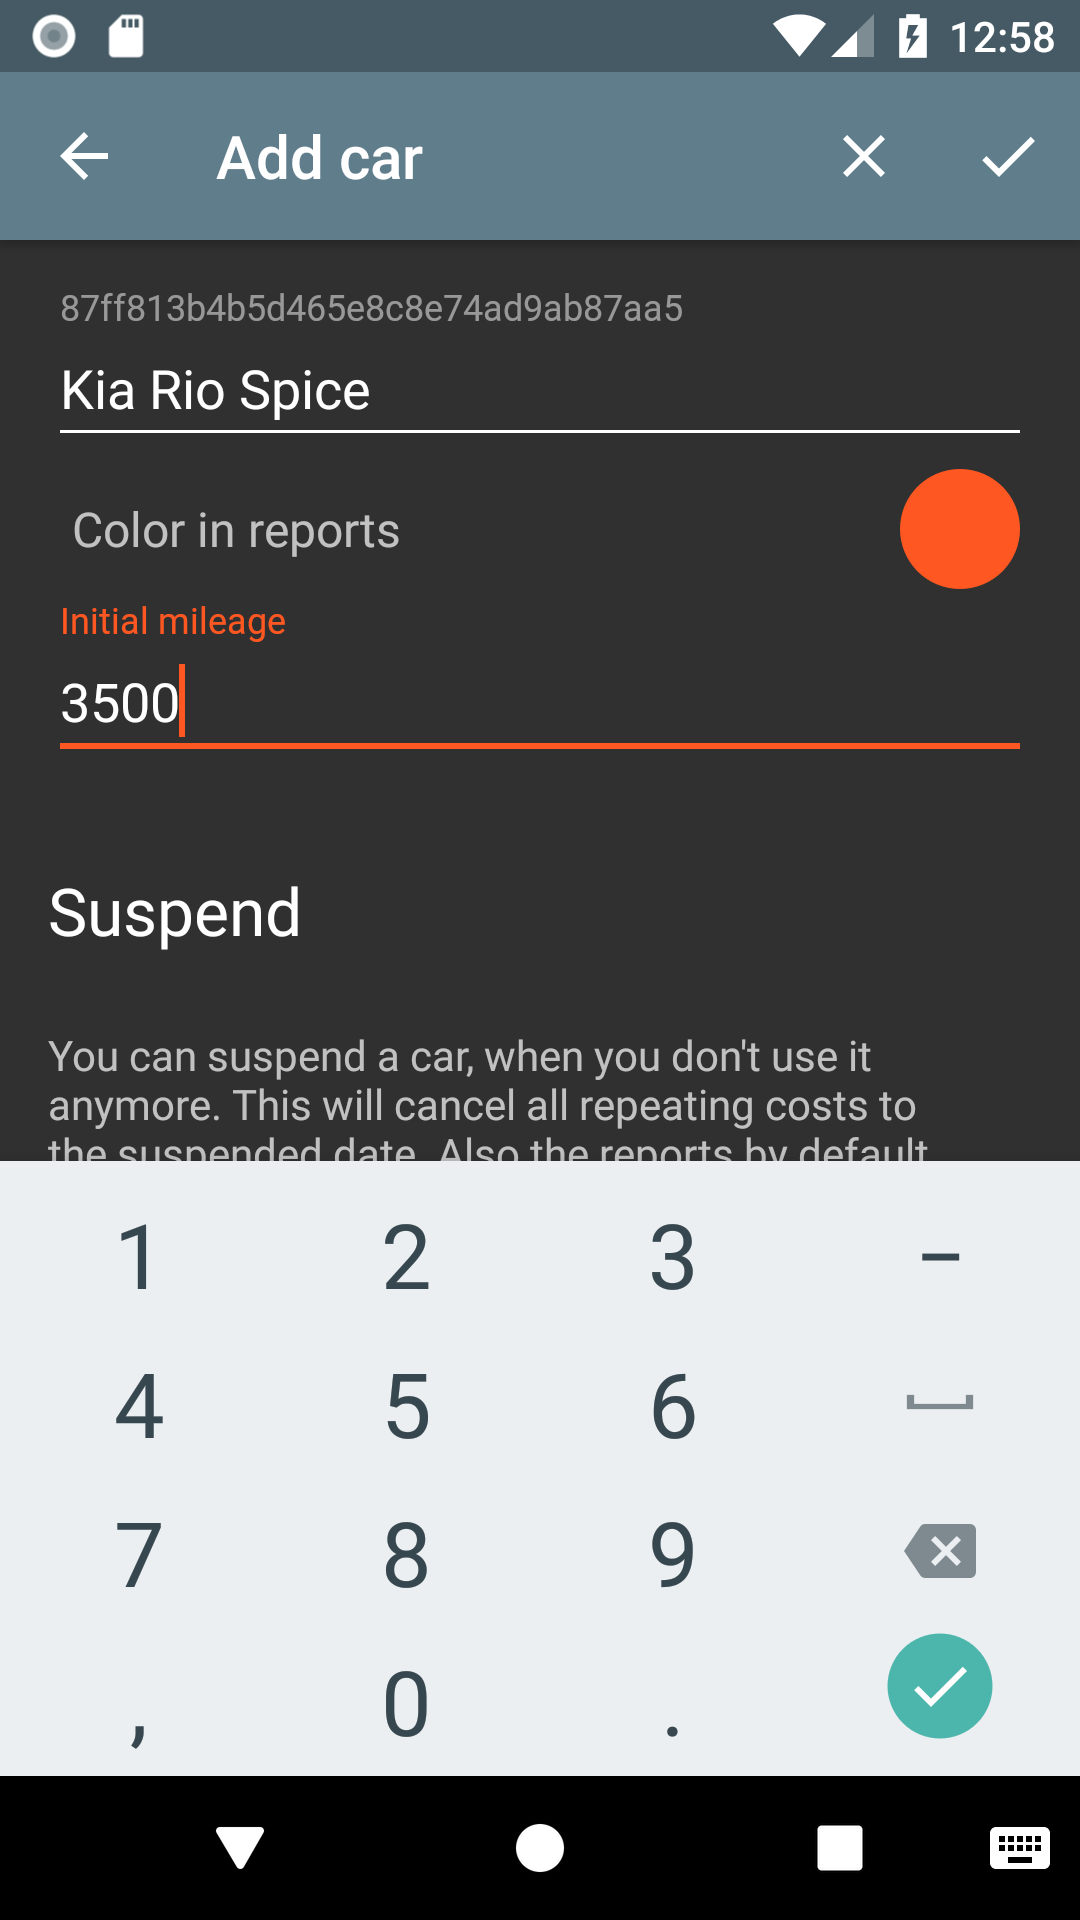 12:58
Add car
87ff813b4b5d465e8c8e74ad9ab87aa5
Kia Rio Spice
Color in reports
Initial mileage
3500
Suspend
You can suspend a car, when you don't use it
anymore. This will cancel all repeating costs to
the suspended date. Also the reports by default
1 2 3 –
4 5 6
7 8 9
, 0 .